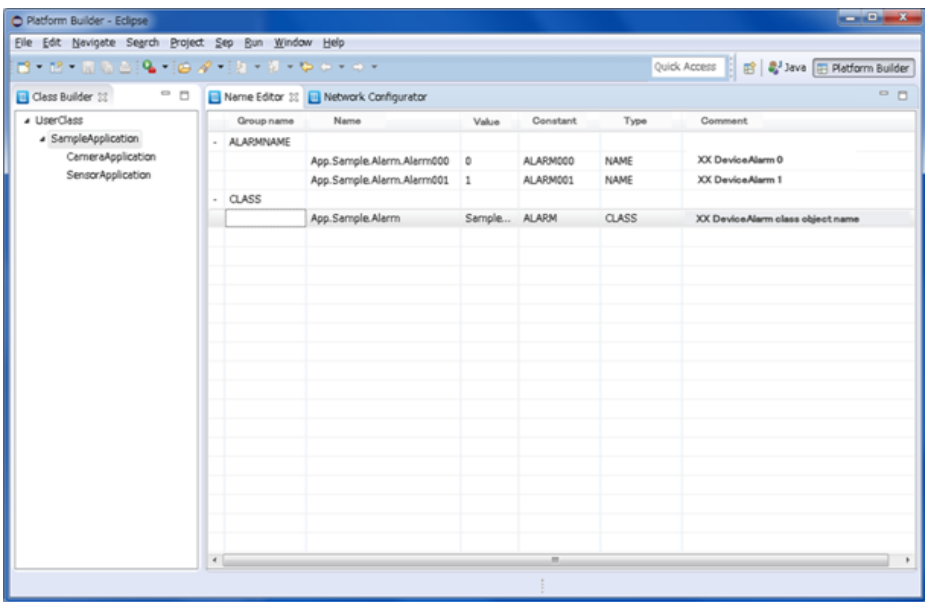 Platform Builder - Eclipse
File Edit Navigate Search Project Sep Run Window Help
Quick Access Java Platform Builder
Class Builder Name Editor Network Configurator
UserClass
SampleApplication
CameraApplication
SensorApplication
Group name Name Value Constant Type Comment
- ALARMNAME
App.Sample.Alarm.Alarm000 0 ALARM000 NAME XX DeviceAlarm 0
App.Sample.Alarm.Alarm001 1 ALARM001 NAME XX DeviceAlarm 1
- CLASS
App.Sample.Alarm Sample... ALARM CLASS XX DeviceAlarm class object name